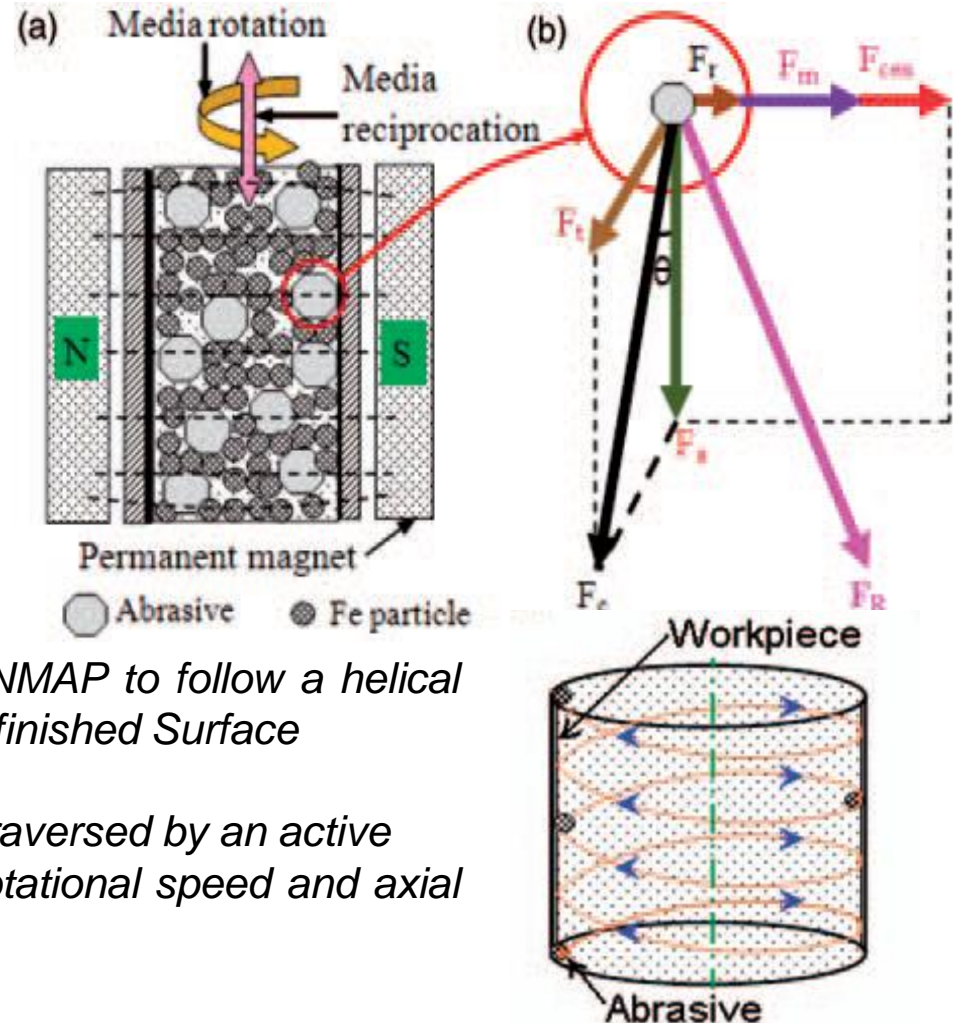 (a)
Media rotation
Media
reciprocation
N
S
Permanent magnet
Abrasive
Fe particle
(b)
Fr
Fm
Fcen
Ft
θ
Fa
Fc
FR
NMAP to follow a helical
finished Surface
raversed by an active
otational speed and axial
Workpiece
Abrasive